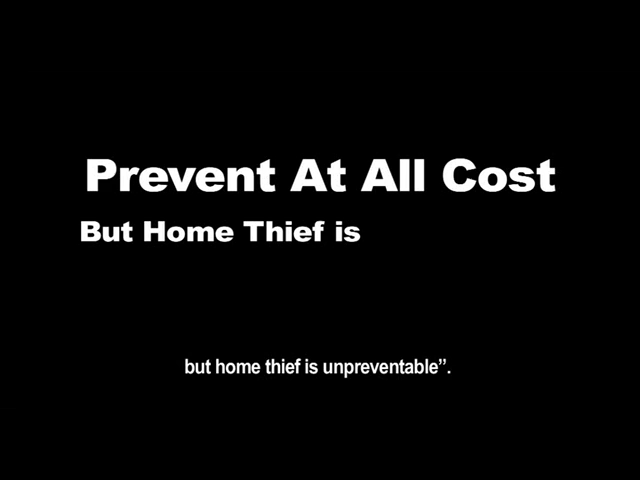 Prevent At All Cost
But Home Thief is
but home thief is unpreventable”.